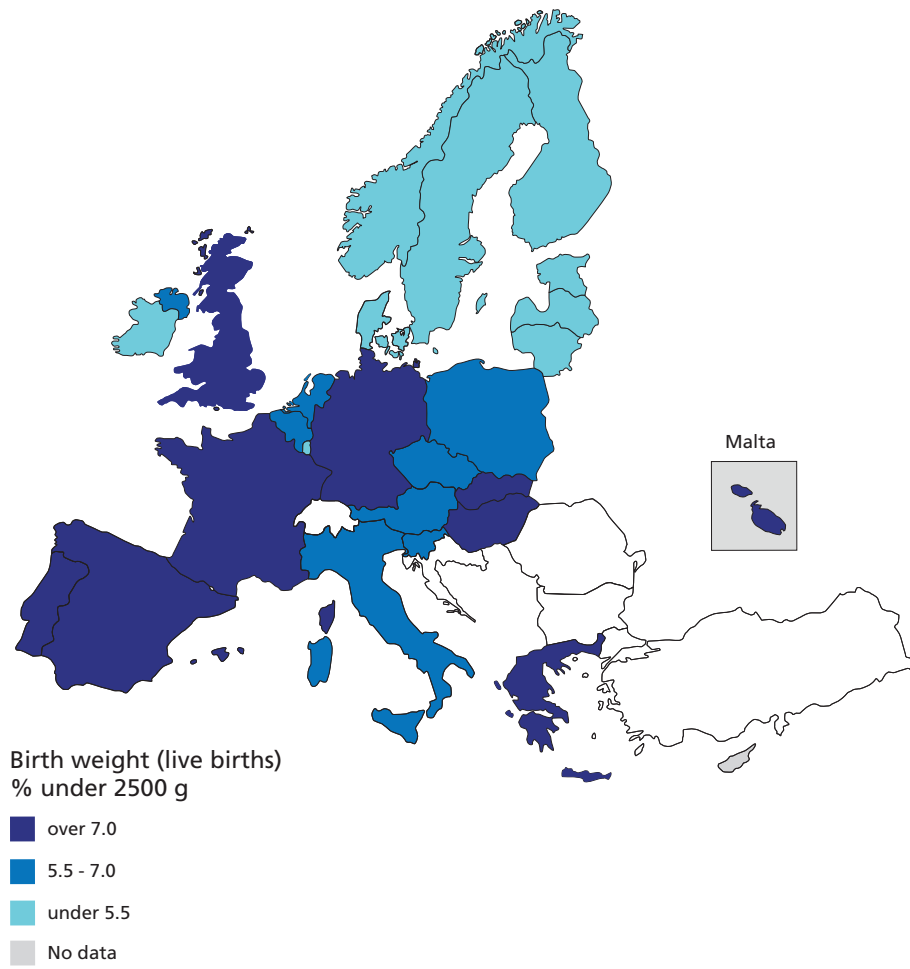 Malta
Birth weight (live births)
% under 2500 g
over 7.0
5.5 - 7.0
under 5.5
No data